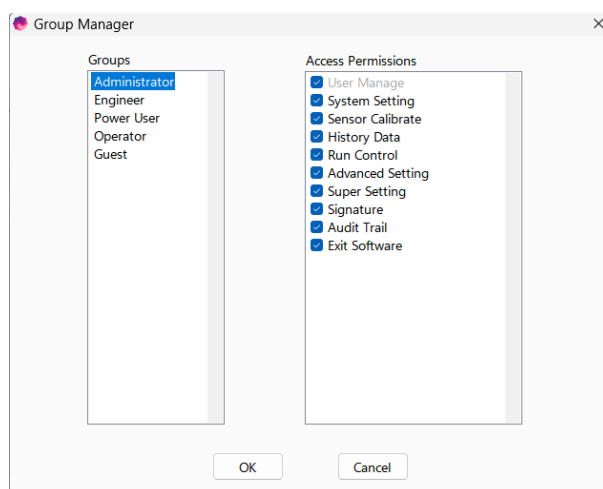 Group Manager
Groups
Administrator
Engineer
Power User
Operator
Guest
Access Permissions
User Manage
System Setting
Sensor Calibrate
History Data
Run Control
Advanced Setting
Super Setting
Signature
Audit Trail
Exit Software
OK
Cancel